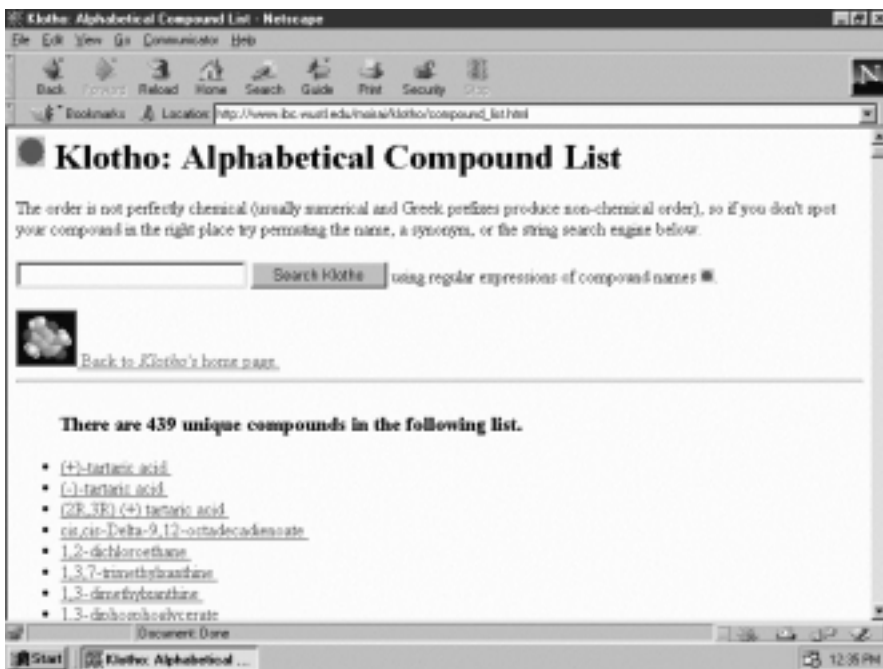 Klotho: Alphabetical Compound List - Netscape
File Edit View Go Communicator Help
Back Forward Reload Home Search Guide Print Security Stop
Bookmarks Location: http://www.ibc.wustl.edu/moirai/klotho/compound_list.html
Klotho: Alphabetical Compound List
The order is not perfectly chemical (usually numerical and Greek prefixes produce non-chemical order), so if you don't spot
your compound in the right place try permuting the name, a synonym, or the string search engine below.
Search Klotho using regular expressions of compound names
Back to Klotho's home page.
There are 439 unique compounds in the following list.
• (+)-tartaric acid
• (-)-tartaric acid
• (2R,3R) (+) tartaric acid
• cis,cis-Delta-9,12-octadecadienoate
• 1,2-dichloroethane
• 1,3,7-trimethylxanthine
• 1,3-dimethylxanthine
• 1,3-diphosphoglycerate
Document: Done
Start Klotho: Alphabetical ... 12:35 PM